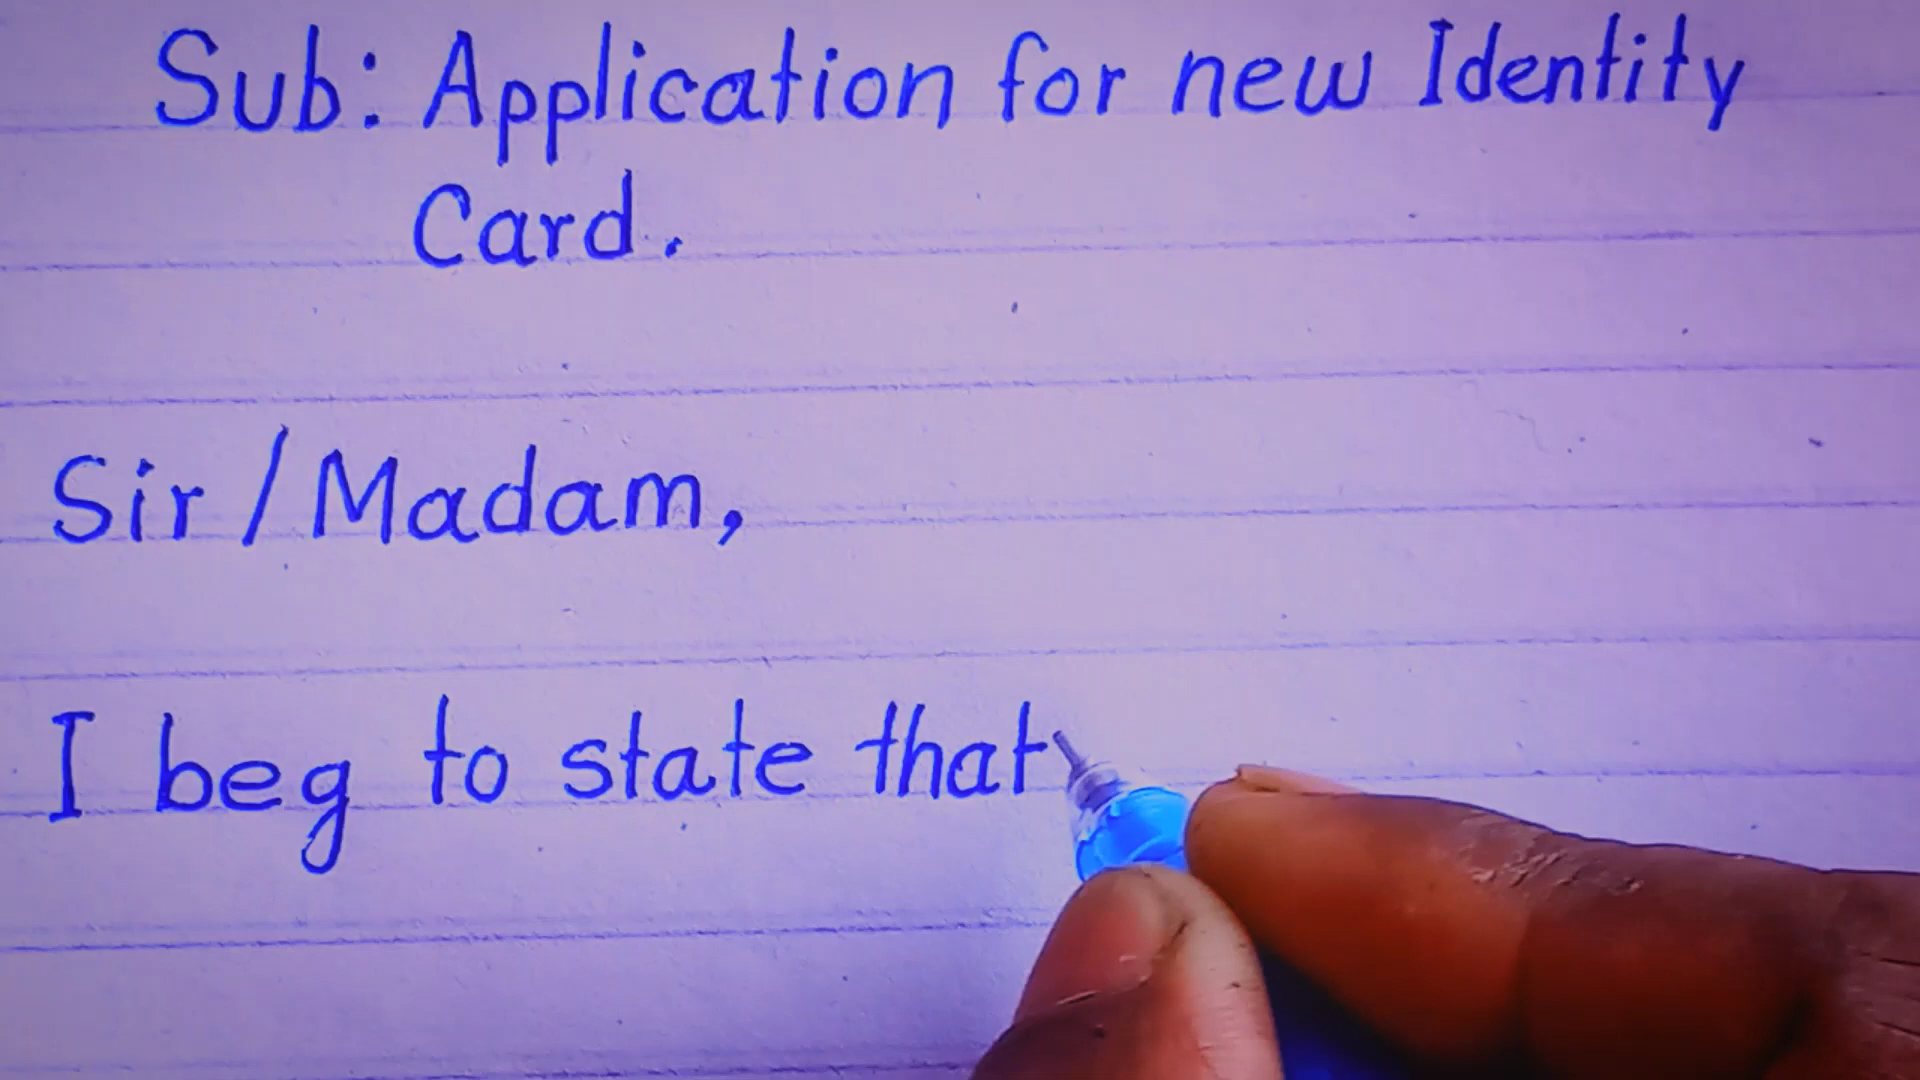 Sub: Application for new Identity
Card.
Sir/Madam,
I beg to state that